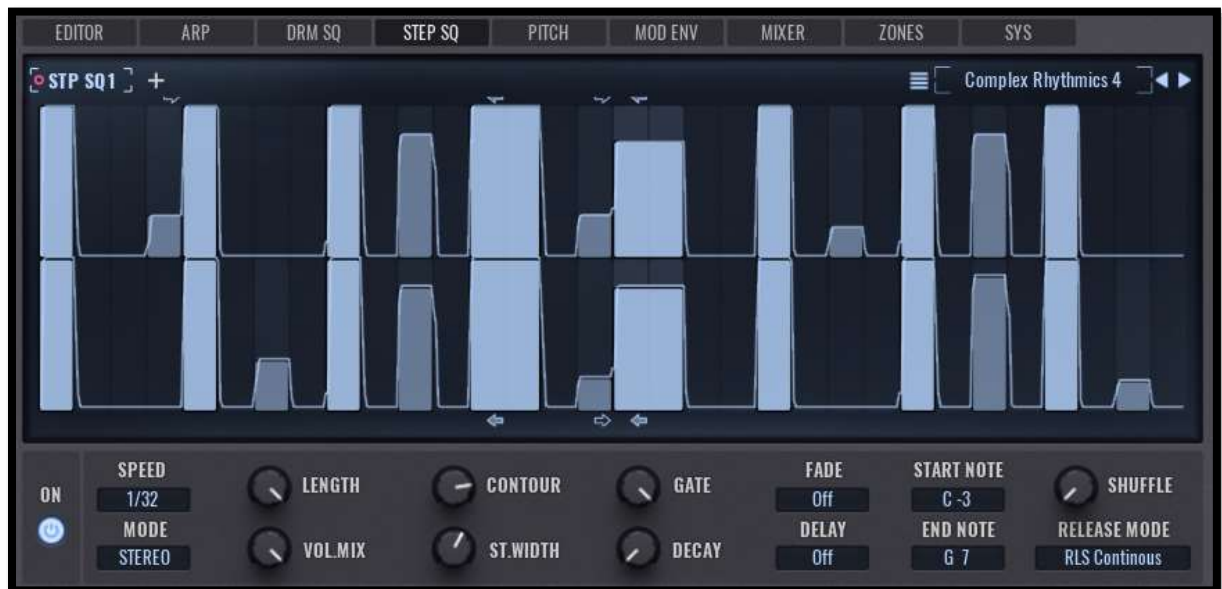 EDITOR ARP DRM SQ STEP SQ PITCH MOD ENV MIXER ZONES SYS
STP SQ1 + Complex Rhythmics 4
SPEED LENGTH CONTOUR GATE FADE START NOTE SHUFFLE
ON 1/32 Off C -3
MODE VOL.MIX ST.WIDTH DECAY DELAY END NOTE RELEASE MODE
STEREO Off G 7 RLS Continous